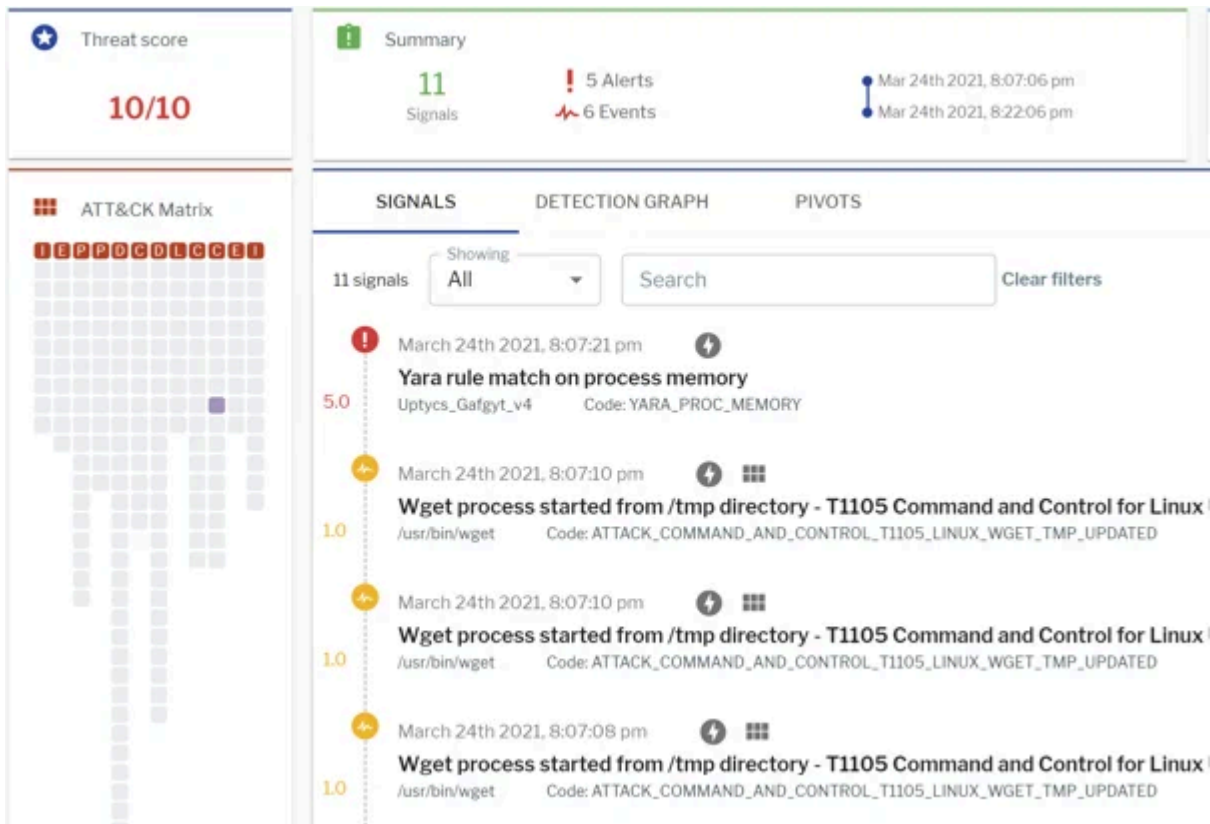 Threat score
10/10
Summary
11
Signals
5 Alerts
6 Events
Mar 24th 2021, 8:07:06 pm
Mar 24th 2021, 8:22:06 pm
ATT&CK Matrix
I E P P D C D L C C E I
SIGNALS DETECTION GRAPH PIVOTS
11 signals
Showing
All
Search
Clear filters
March 24th 2021, 8:07:21 pm
Yara rule match on process memory
5.0
Uptycs_Gafgyt_v4 Code: YARA_PROC_MEMORY
March 24th 2021, 8:07:10 pm
Wget process started from /tmp directory - T1105 Command and Control for Linux
1.0
/usr/bin/wget Code: ATTACK_COMMAND_AND_CONTROL_T1105_LINUX_WGET_TMP_UPDATED
March 24th 2021, 8:07:10 pm
Wget process started from /tmp directory - T1105 Command and Control for Linux
1.0
/usr/bin/wget Code: ATTACK_COMMAND_AND_CONTROL_T1105_LINUX_WGET_TMP_UPDATED
March 24th 2021, 8:07:08 pm
Wget process started from /tmp directory - T1105 Command and Control for Linux
1.0
/usr/bin/wget Code: ATTACK_COMMAND_AND_CONTROL_T1105_LINUX_WGET_TMP_UPDATED